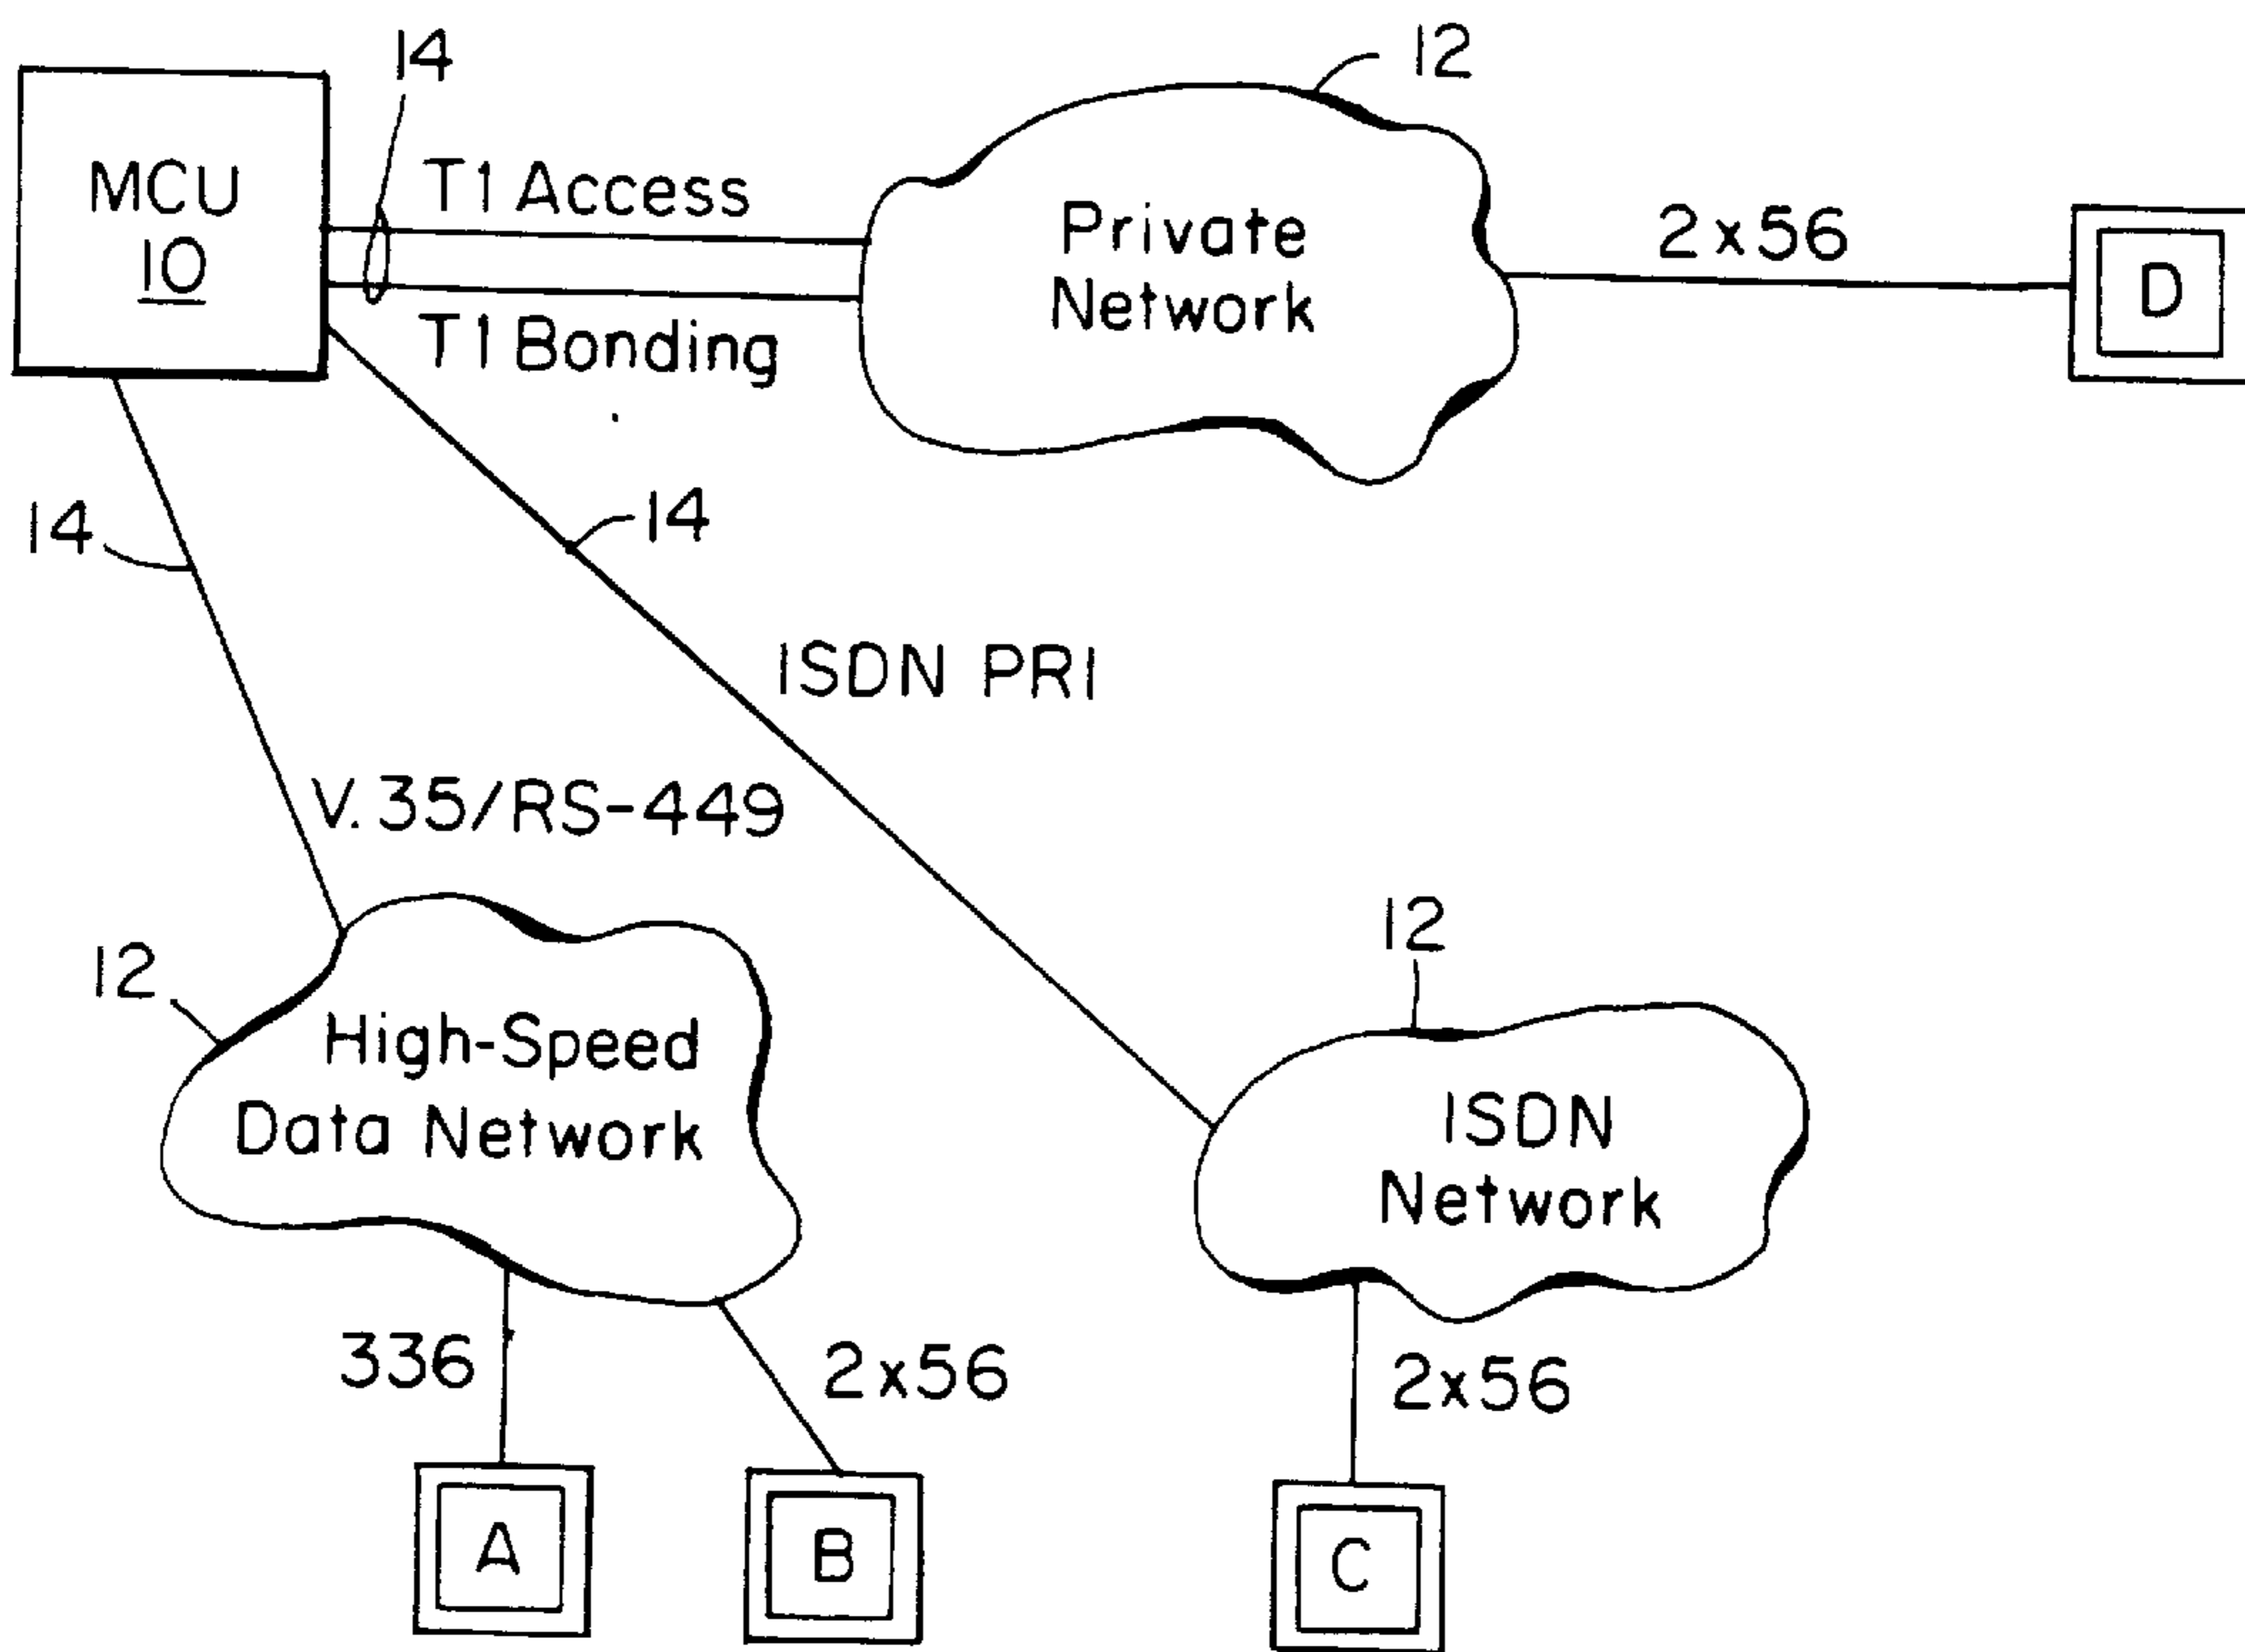 14
12
MCU
10
T1 Access
Private
Network
2x56
D
T1 Bonding
14
14
ISDN PRI
V.35/RS-449
12
12
High-Speed
Data Network
ISDN
Network
336
2x56
2x56
A
B
C